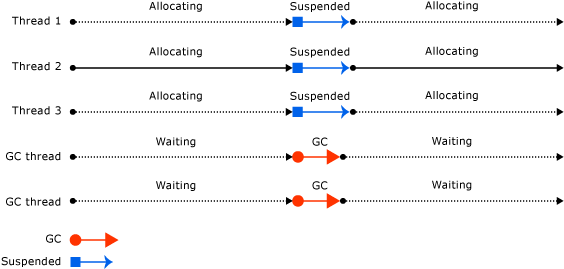 Allocating Suspended Allocating
Thread 1
Allocating Suspended Allocating
Thread 2
Allocating Suspended Allocating
Thread 3
Waiting GC Waiting
GC thread
Waiting GC Waiting
GC thread
GC
Suspended